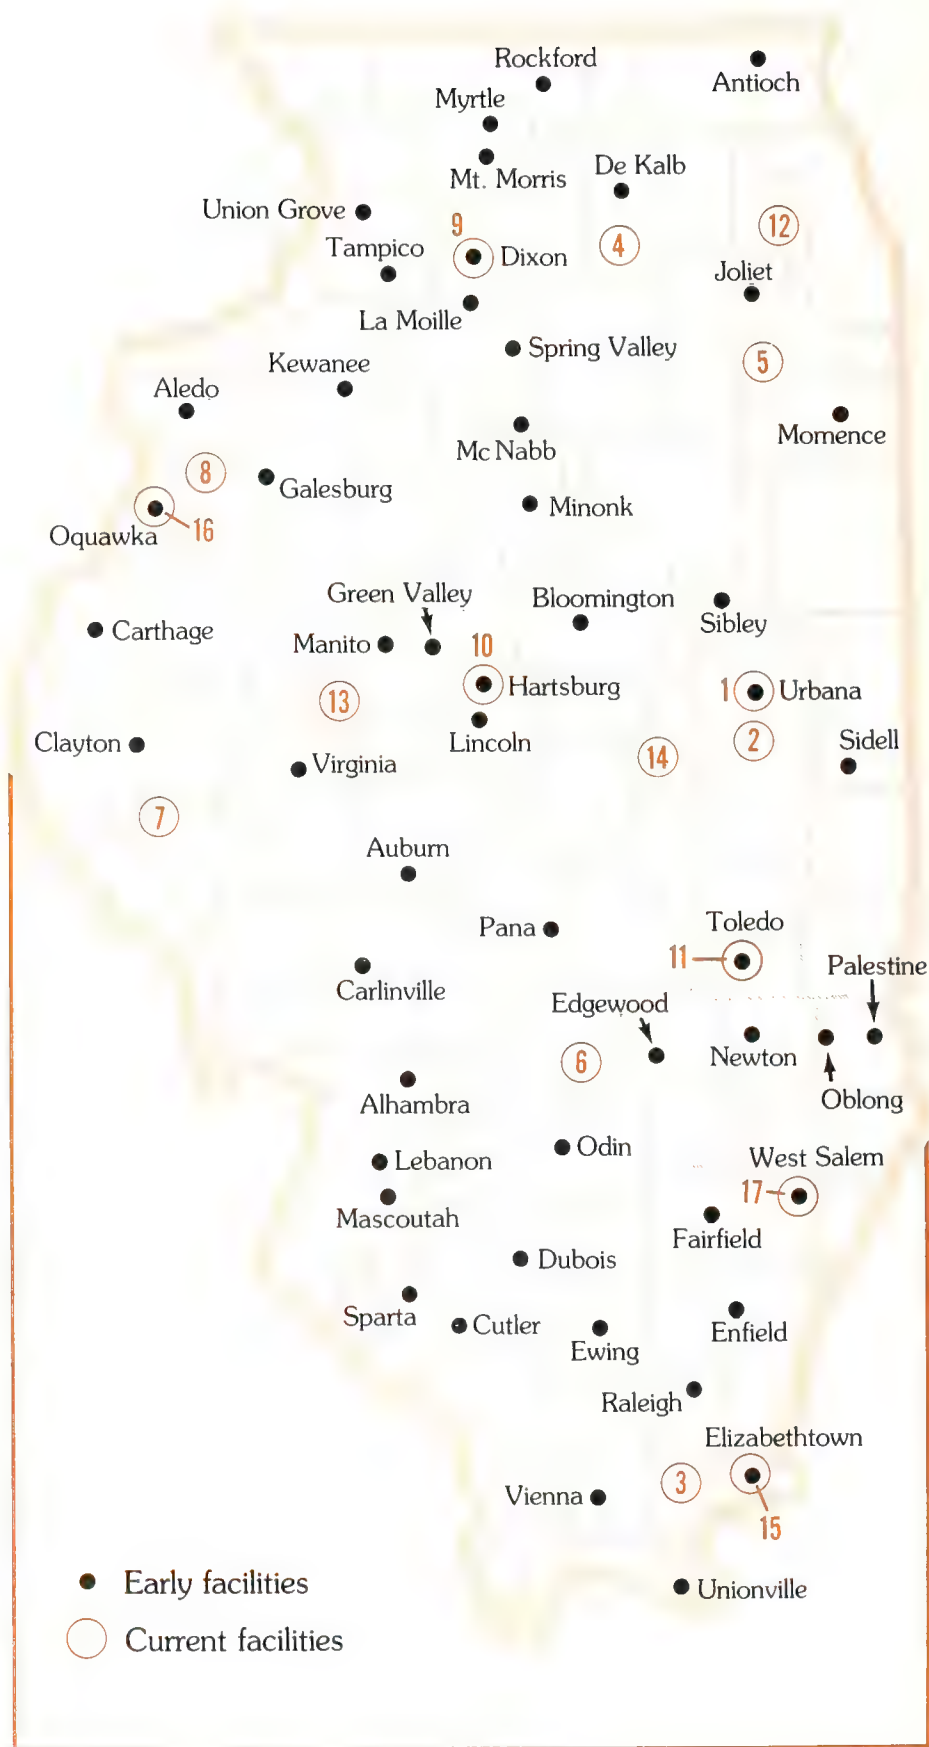 Rockford
Antioch
Myrtle
Mt. Morris
De Kalb
Union Grove
9
12
Tampico
Dixon
4
Joliet
La Moille
Spring Valley
5
Kewanee
Aledo
Momence
Mc Nabb
8
Galesburg
Minonk
Oquawka
16
Green Valley
Bloomington
Sibley
Carthage
Manito
10
13
Hartsburg
1
Urbana
Clayton
Lincoln
2
Sidell
14
Virginia
7
Auburn
Pana
Toledo
11
Palestine
Carlinville
Edgewood
6
Newton
Oblong
Alhambra
Odin
West Salem
Lebanon
17
Mascoutah
Fairfield
Dubois
Sparta
Cutler
Enfield
Ewing
Raleigh
Elizabethtown
3
Vienna
15
Early facilities
Unionville
Current facilities